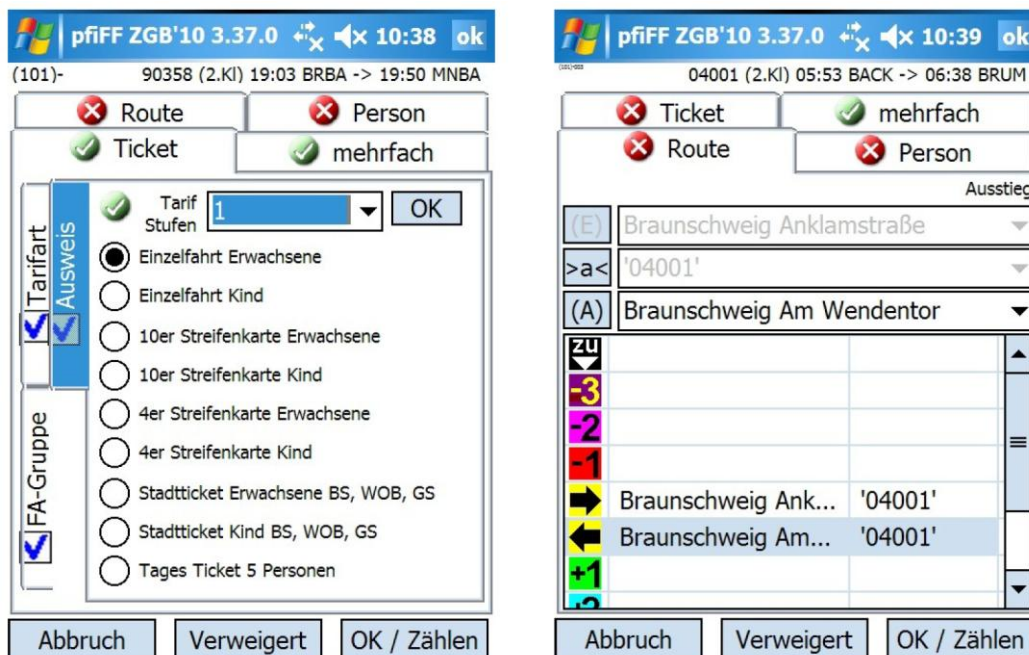 pfiFF ZGB'10 3.37.0 10:38 ok
(101)- 90358 (2.Kl) 19:03 BRBA -> 19:50 MNBA
Route Person
Ticket mehrfach
Tarifart
Ausweis
FA-Gruppe
Tarif Stufen 1 OK
Einzelfahrt Erwachsene
Einzelfahrt Kind
10er Streifenkarte Erwachsene
10er Streifenkarte Kind
4er Streifenkarte Erwachsene
4er Streifenkarte Kind
Stadtticket Erwachsene BS, WOB, GS
Stadtticket Kind BS, WOB, GS
Tages Ticket 5 Personen
Abbruch Verweigert OK / Zählen
pfiFF ZGB'10 3.37.0 10:39 ok
04001 (2.Kl) 05:53 BACK -> 06:38 BRUM
Ticket mehrfach
Route Person
Ausstieg
(E) Braunschweig Anklamstraße
>a< '04001'
(A) Braunschweig Am Wendentor
zu
-3
-2
-1
Braunschweig Ank... '04001'
Braunschweig Am... '04001'
+1
+2
Abbruch Verweigert OK / Zählen